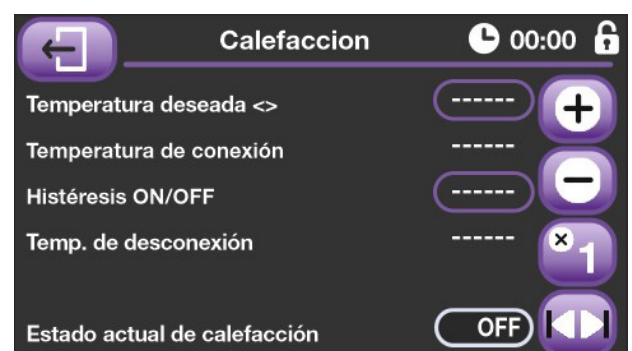 Calefaccion 00:00
Temperatura deseada <> ------
Temperatura de conexión ------
Histéresis ON/OFF ------
Temp. de desconexión ------
×1
Estado actual de calefacción OFF